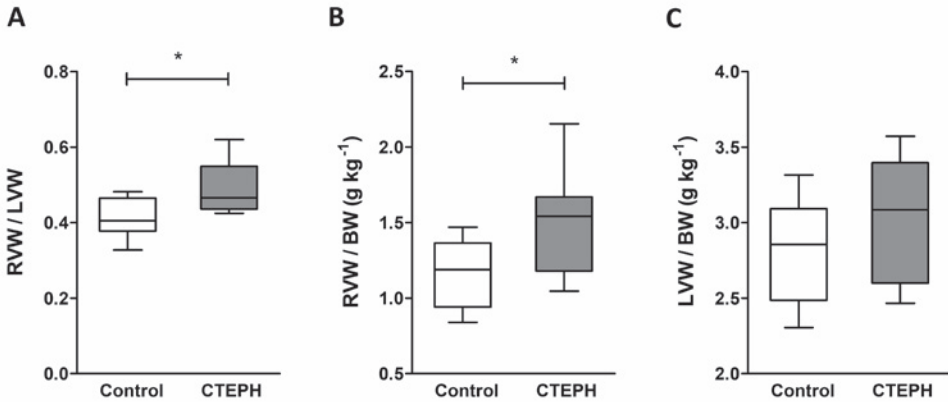 A
RVW / LVW
0.8
0.6
0.4
0.2
0.0
*
Control CTEPH
B
RVW / BW (g kg⁻¹)
2.5
2.0
1.5
1.0
0.5
*
Control CTEPH
C
LVW / BW (g kg⁻¹)
4.0
3.5
3.0
2.5
2.0
Control CTEPH